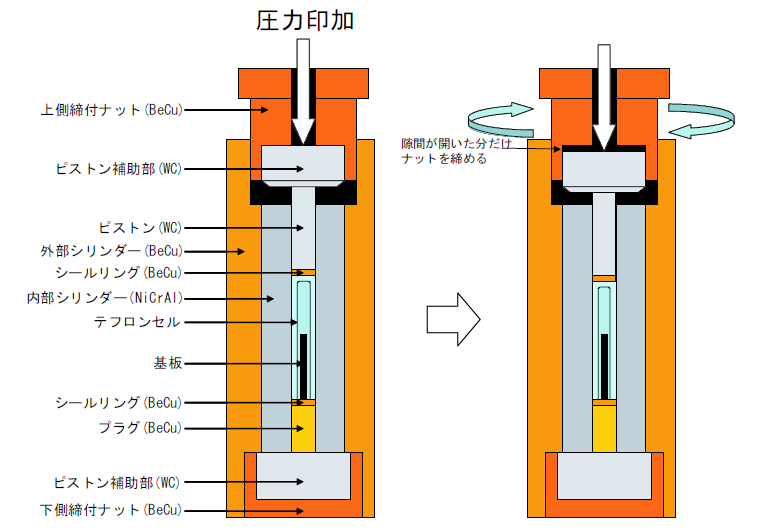 圧力印加
上側締付ナット(BeCu)
ピストン補助部(WC)
ピストン(WC)
外部シリンダー(BeCu)
シールリング(BeCu)
内部シリンダー(NiCrAl)
テフロンセル
基板
シールリング(BeCu)
プラグ(BeCu)
ピストン補助部(WC)
下側締付ナット(BeCu)
隙間が開いた分だけ
ナットを締める